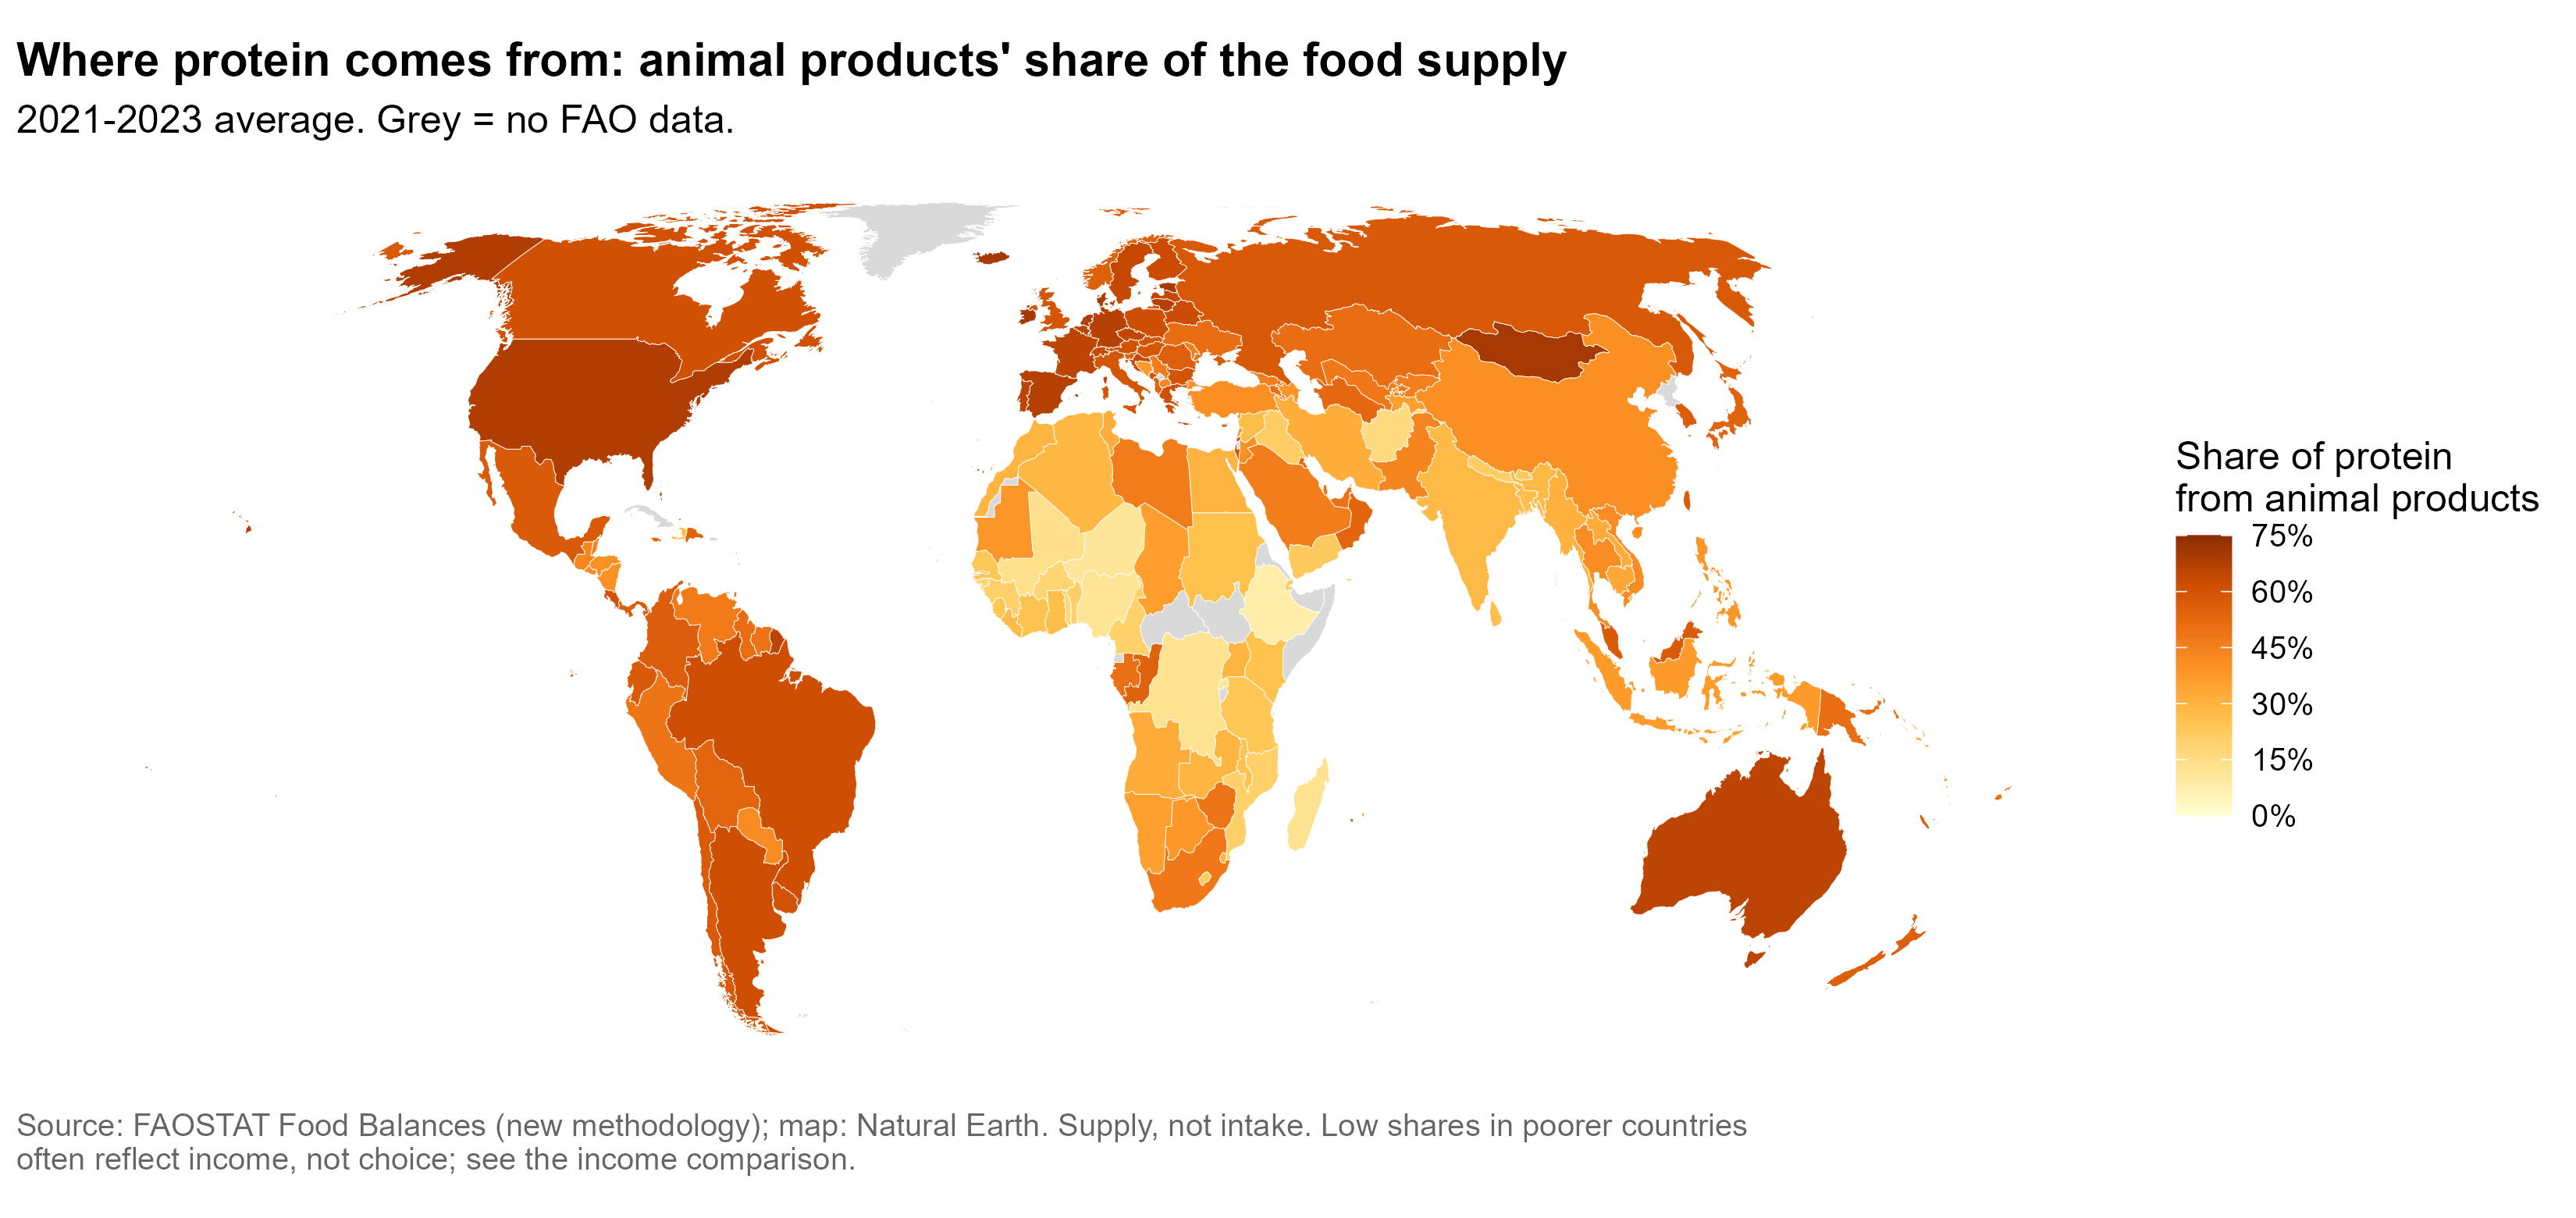 Where protein comes from: animal products' share of the food supply
2021-2023 average. Grey = no FAO data.
Share of protein
from animal products
75%
60%
45%
30%
15%
0%
Source: FAOSTAT Food Balances (new methodology); map: Natural Earth. Supply, not intake. Low shares in poorer countries
often reflect income, not choice; see the income comparison.